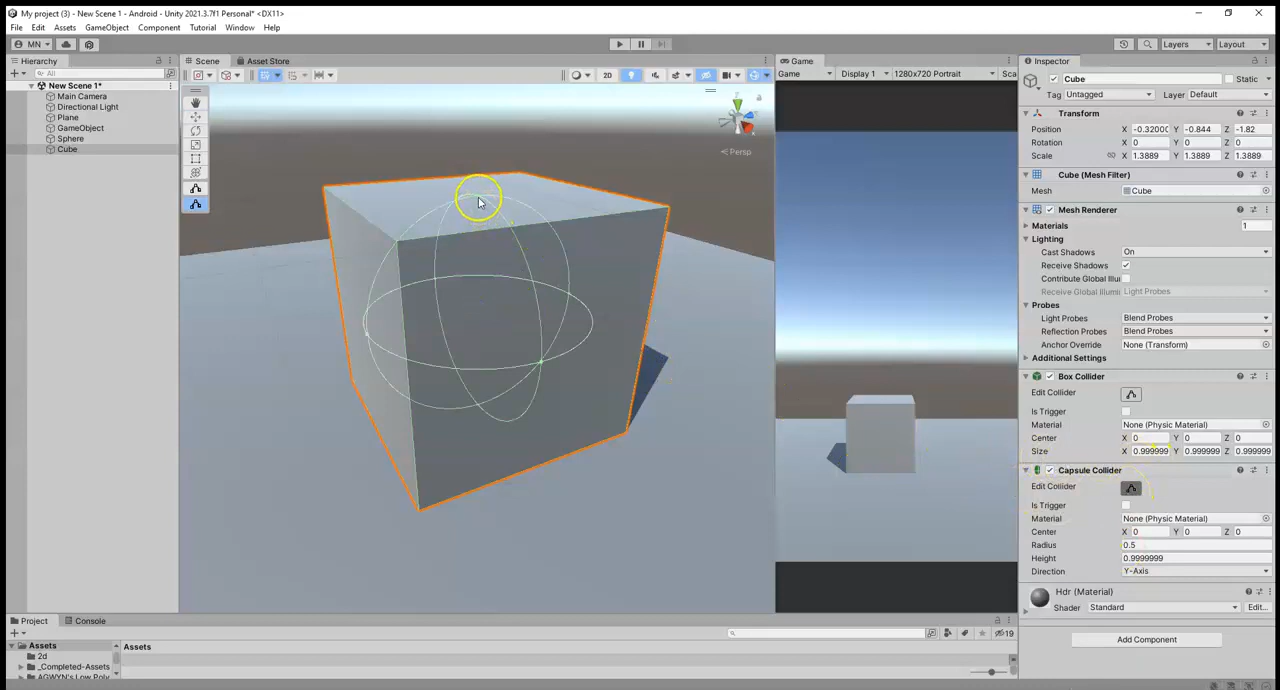 My project (3) - New Scene 1 - Android - Unity 2021.3.7f1 Personal* <DX11>
File Edit Assets GameObject Component Tutorial Window Help
MN Layers Layout
Hierarchy
All
New Scene 1*
Main Camera
Directional Light
Plane
GameObject
Sphere
Cube
Scene Asset Store
2D
Z
Persp
Game
Game Display 1 1280x720 Portrait Sca
Inspector
Cube Static
Tag Untagged Layer Default
Transform
Position X -0.3200( Y -0.844 Z -1.82
Rotation X 0 Y 0 Z 0
Scale X 1.3889 Y 1.3889 Z 1.3889
Cube (Mesh Filter)
Mesh Cube
Mesh Renderer
Materials 1
Lighting
Cast Shadows On
Receive Shadows
Contribute Global Illu
Receive Global Illumi Light Probes
Probes
Light Probes Blend Probes
Reflection Probes Blend Probes
Anchor Override None (Transform)
Additional Settings
Box Collider
Edit Collider
Is Trigger
Material None (Physic Material)
Center X 0 Y 0 Z 0
Size X 0.999999 Y 0.999999 Z 0.999999
Capsule Collider
Edit Collider
Is Trigger
Material None (Physic Material)
Center X 0 Y 0 Z 0
Radius 0.5
Height 0.9999999
Direction Y-Axis
Hdr (Material)
Shader Standard Edit...
Add Component
Project Console
19
Assets
2d
_Completed-Assets
AGWYN's Low Poly
Assets